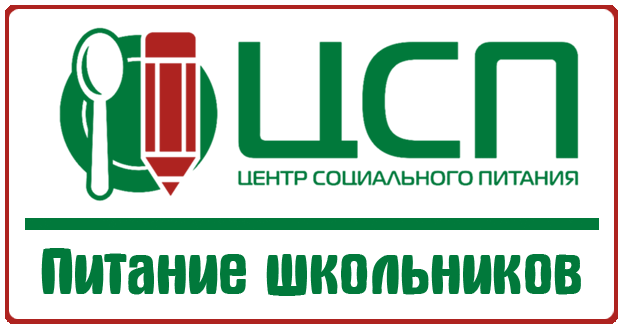 ЦСП
ЦЕНТР СОЦИАЛЬНОГО ПИТАНИЯ
Питание школьников